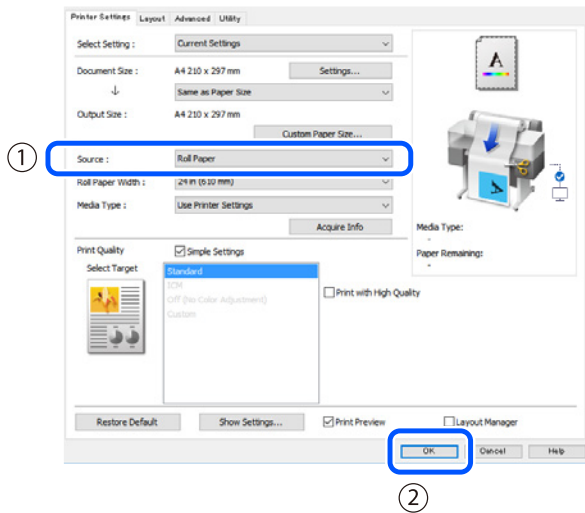 Printer Settings Layout Advanced Utility
Select Setting : Current Settings
Document Size : A4 210 x 297 mm Settings...
↓ Same as Paper Size
Output Size : A4 210 x 297 mm
Custom Paper Size...
① Source : Roll Paper
Roll Paper Width : 24 in (610 mm)
Media Type : Use Printer Settings
Acquire Info
Media Type:
-
Paper Remaining:
-
Print Quality Simple Settings
Select Target
Standard
ICM
Off (No Color Adjustment)
Custom
Print with High Quality
A
Restore Default Show Settings... Print Preview Layout Manager
OK Cancel Help
②